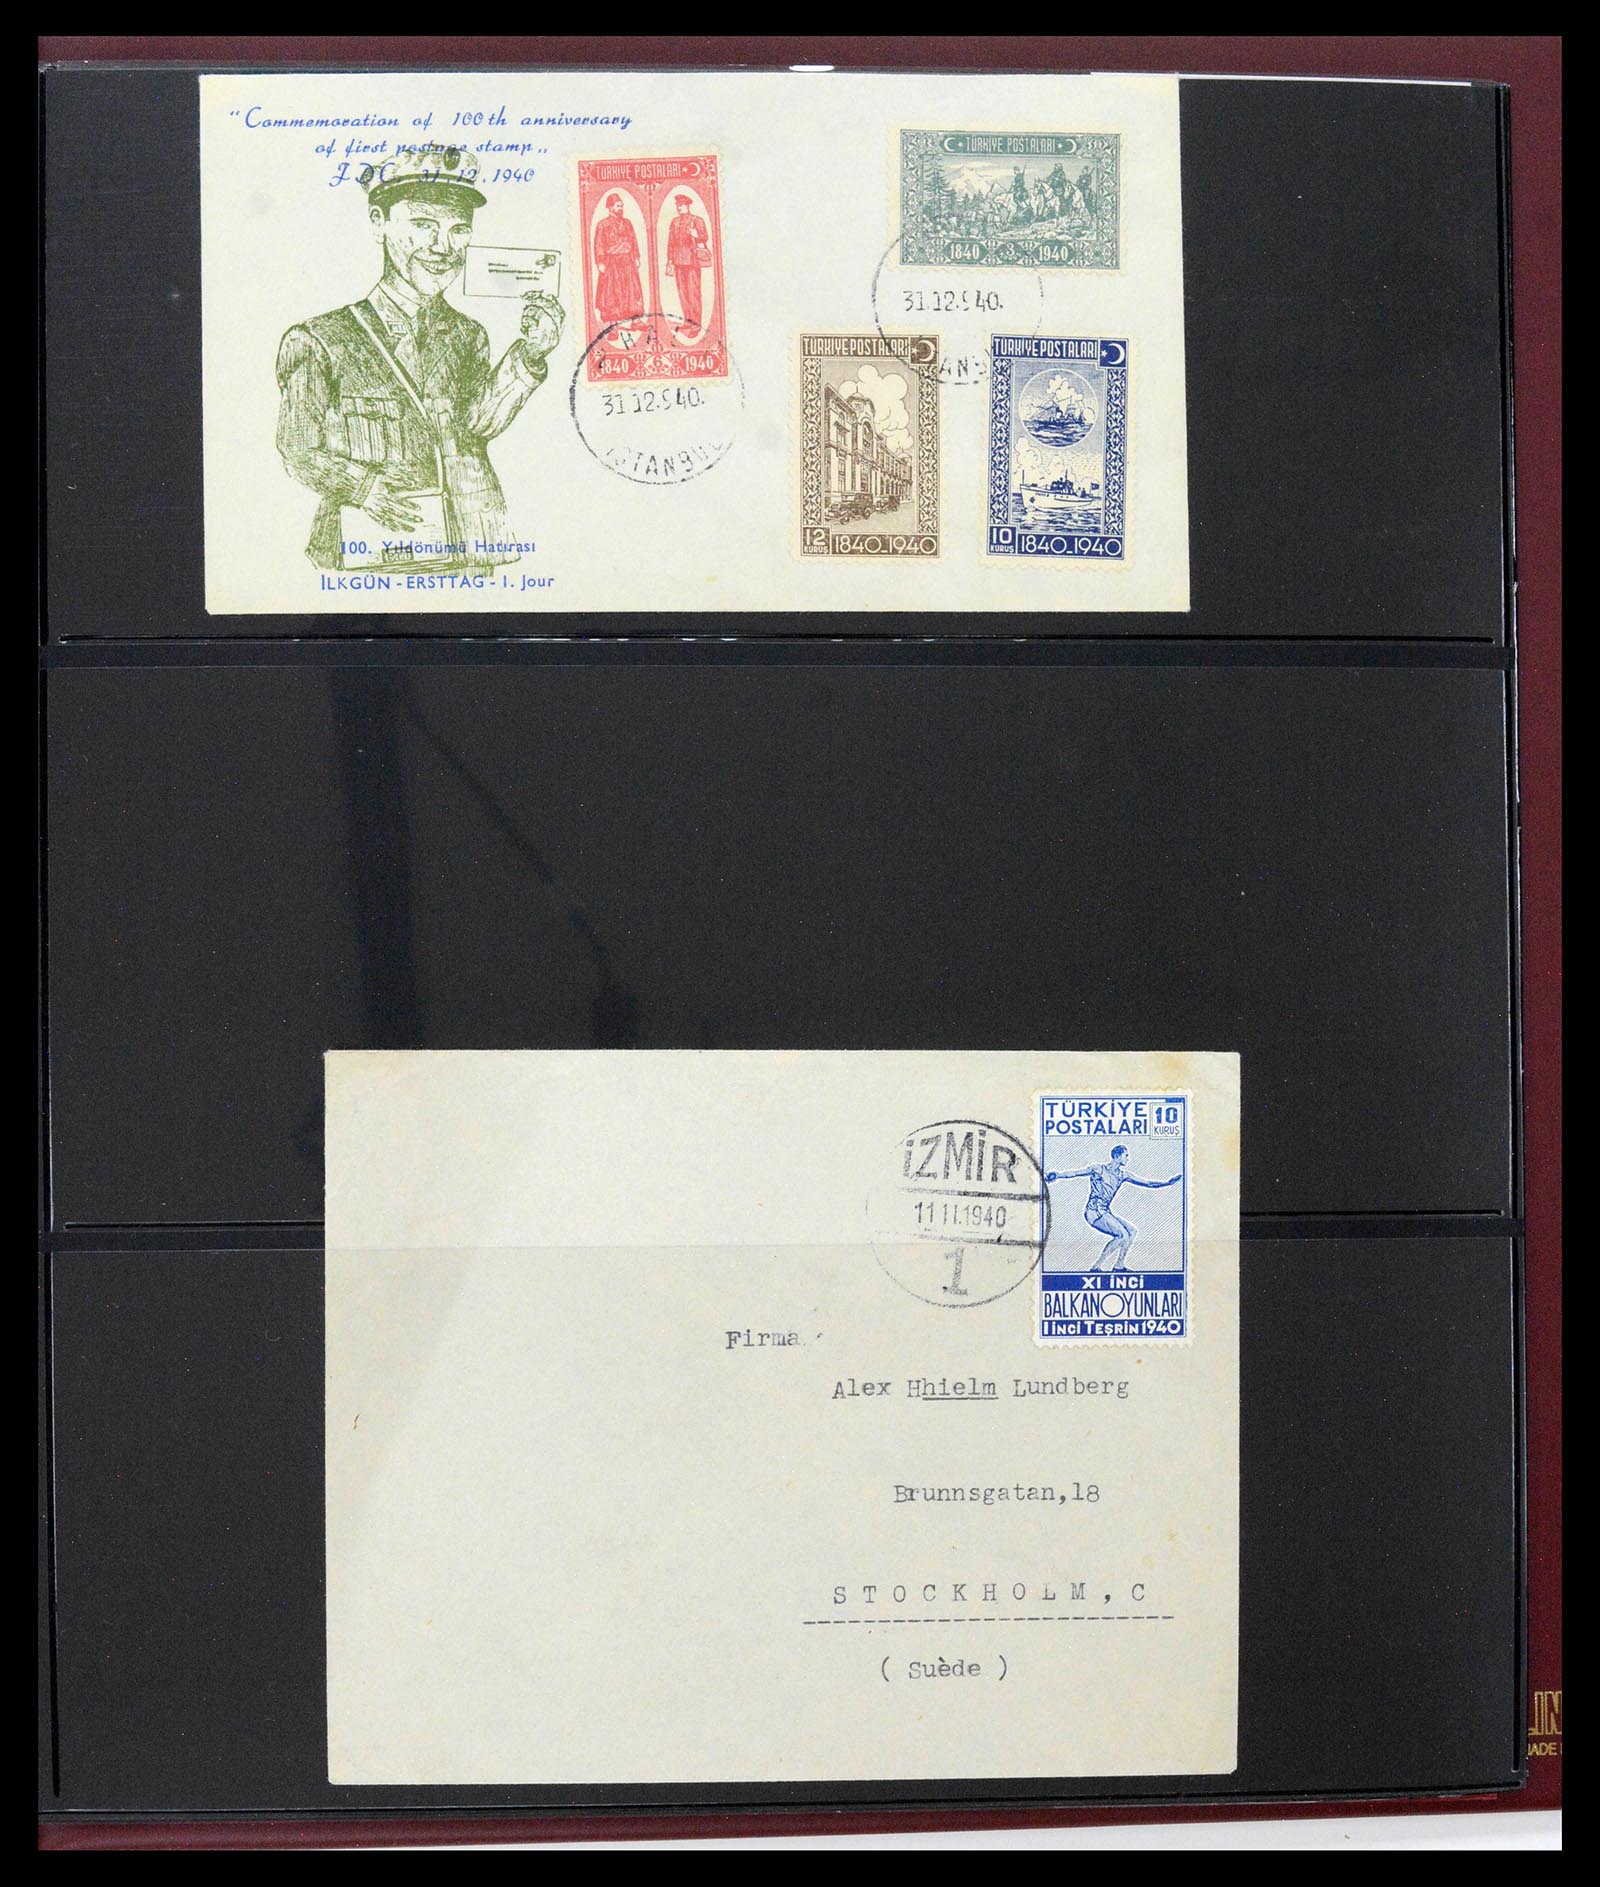 "Commemoration of 100th anniversary
of first postage stamp„
FDC 31.12.1940
TÜRKİYE POSTALARI
1840 6 1940
31.12.940.
İSTANBUL
TÜRKİYE POSTALARI
1840 3 1940
31.12.940.
TÜRKİYE POSTALARI
12 KURUŞ 1840-1940
TÜRKİYE POSTALARI
10 KURUŞ 1840-1940
100. Yıldönümü Hatırası
İLKGÜN - ERSTTAG - 1. Jour
İZMİR
11 II.1940
1
TÜRKİYE 10
POSTALARI KURUŞ
XI İNCİ
BALKAN OYUNLARI
I İNCİ TEŞRİN 1940
Firma.
Alex Hhielm Lundberg
Brunnsgatan,18
STOCKHOLM, C
( Suède )